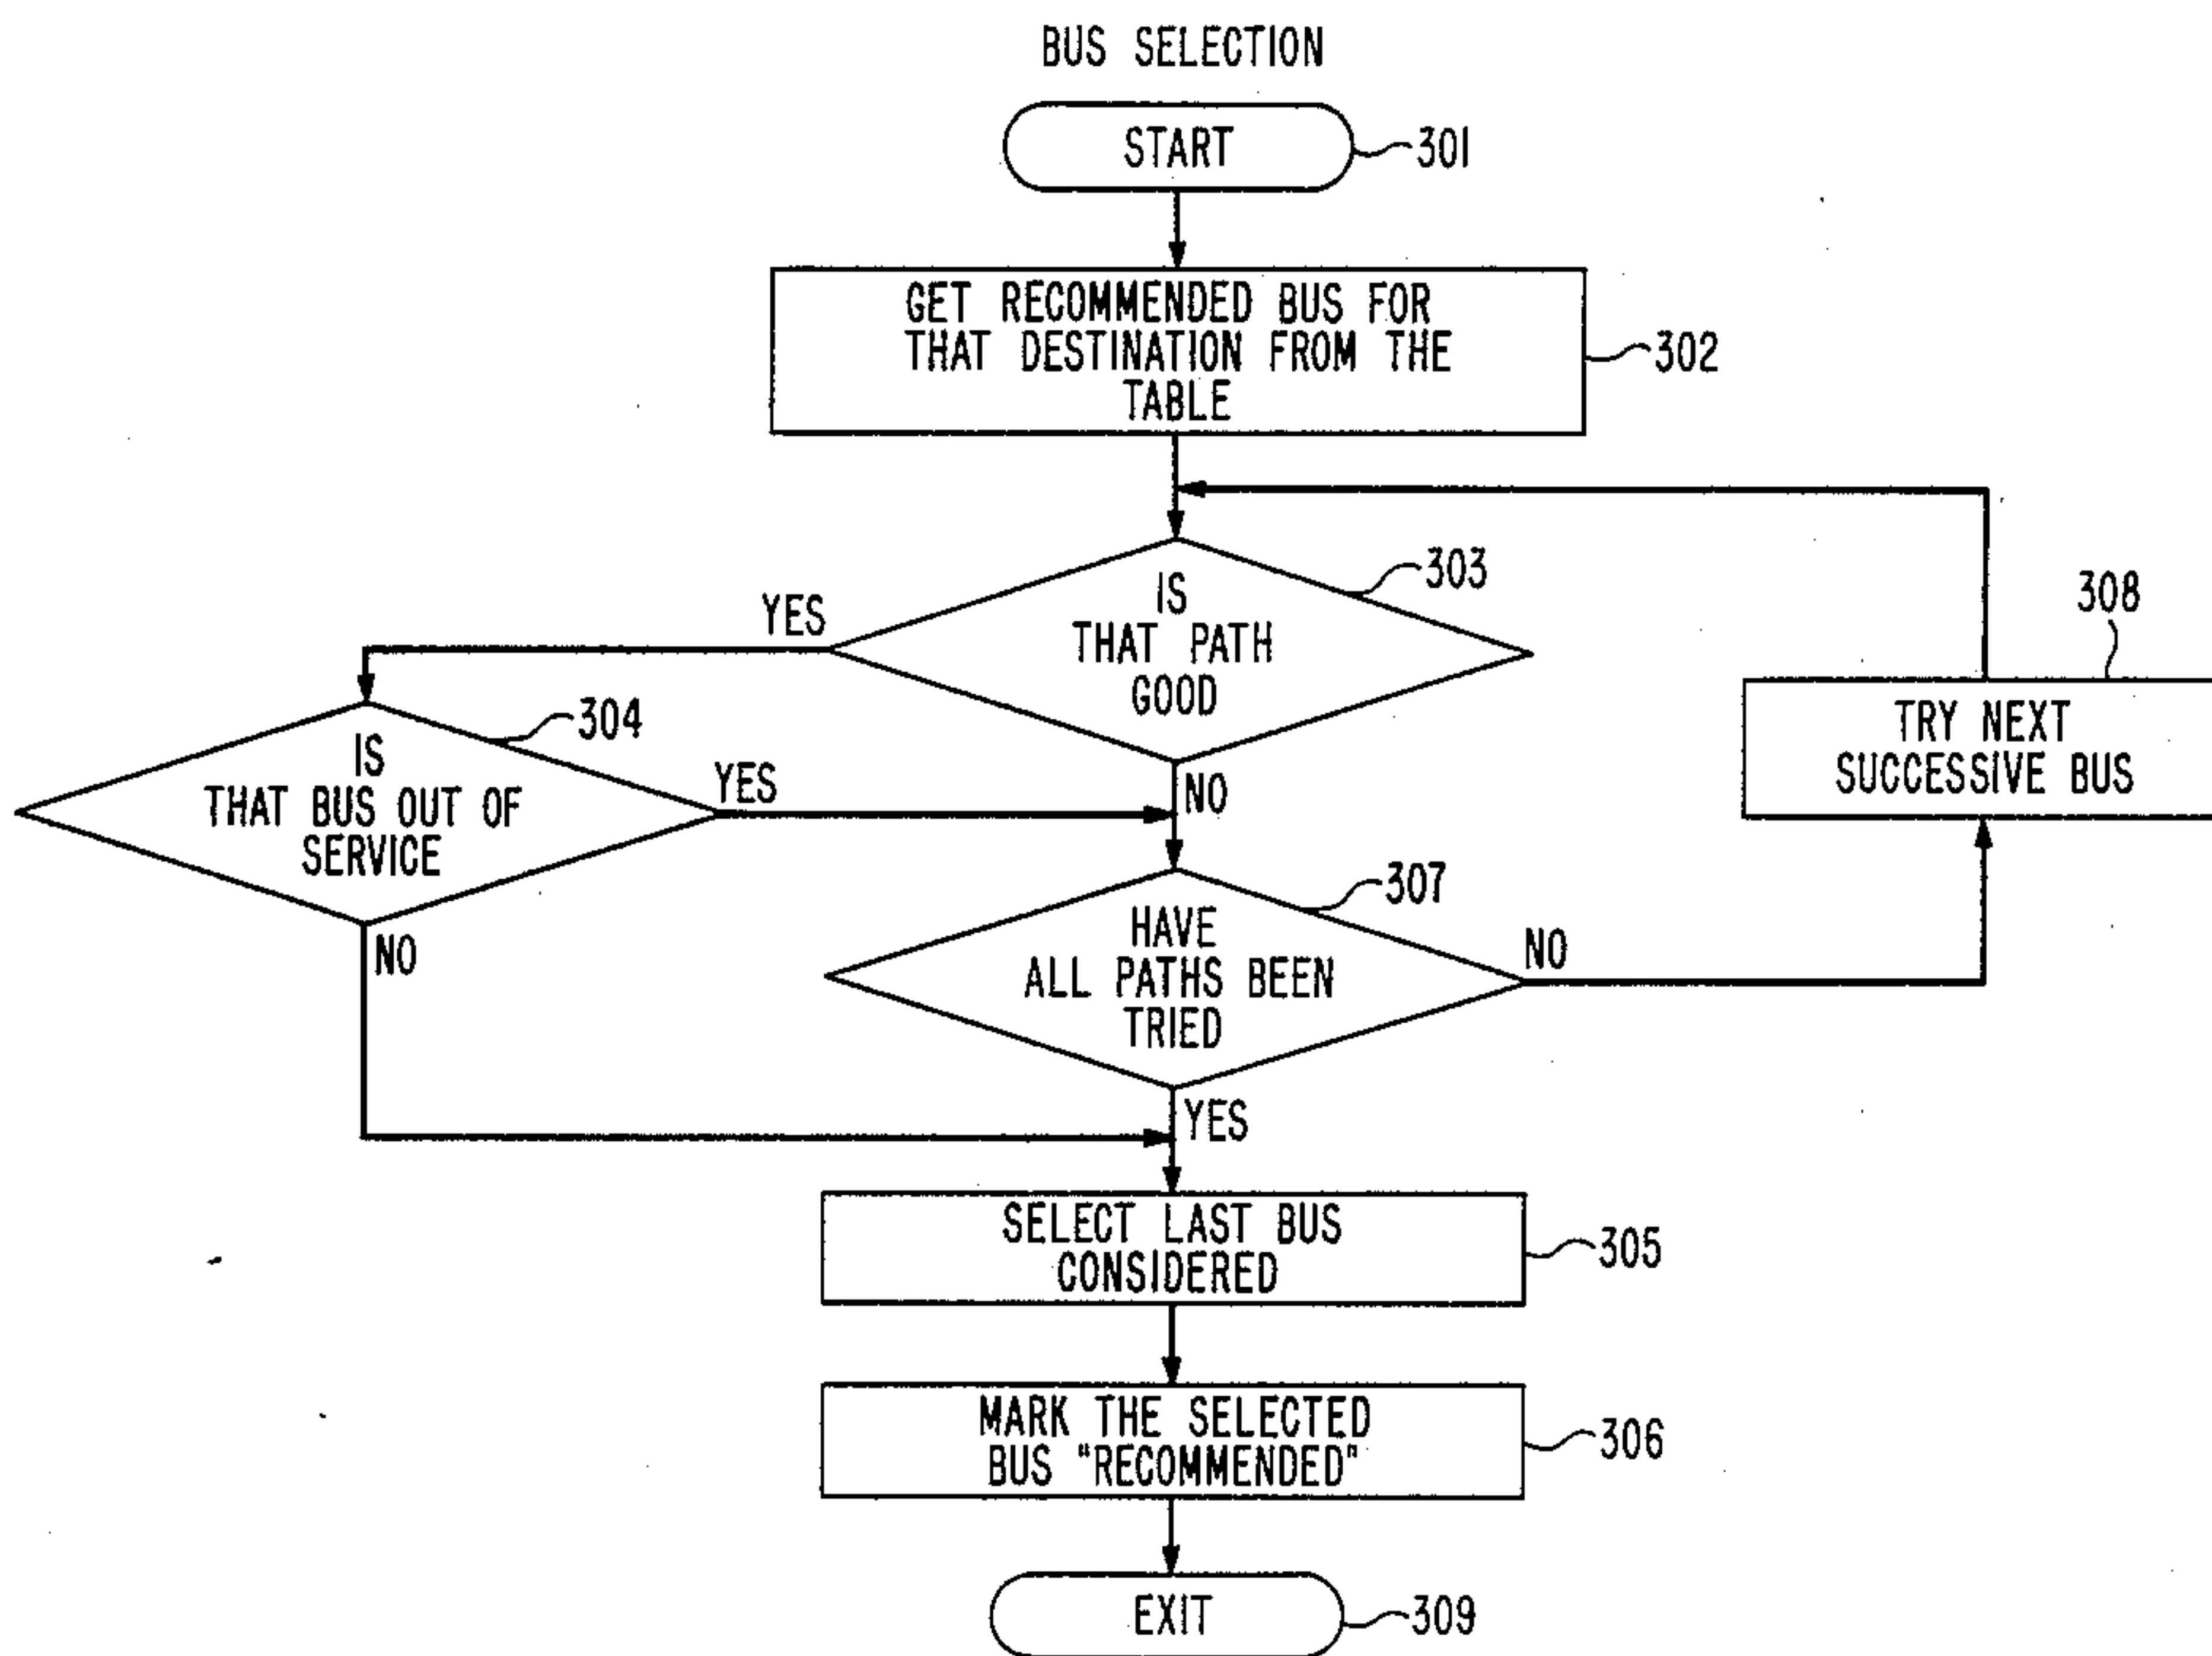 BUS SELECTION
START
301
GET RECOMMENDED BUS FOR
THAT DESTINATION FROM THE
TABLE
302
IS
THAT PATH
GOOD
303
YES
NO
308
TRY NEXT
SUCCESSIVE BUS
304
IS
THAT BUS OUT OF
SERVICE
YES
NO
307
HAVE
ALL PATHS BEEN
TRIED
NO
YES
SELECT LAST BUS
CONSIDERED
305
MARK THE SELECTED
BUS "RECOMMENDED"
306
EXIT
309